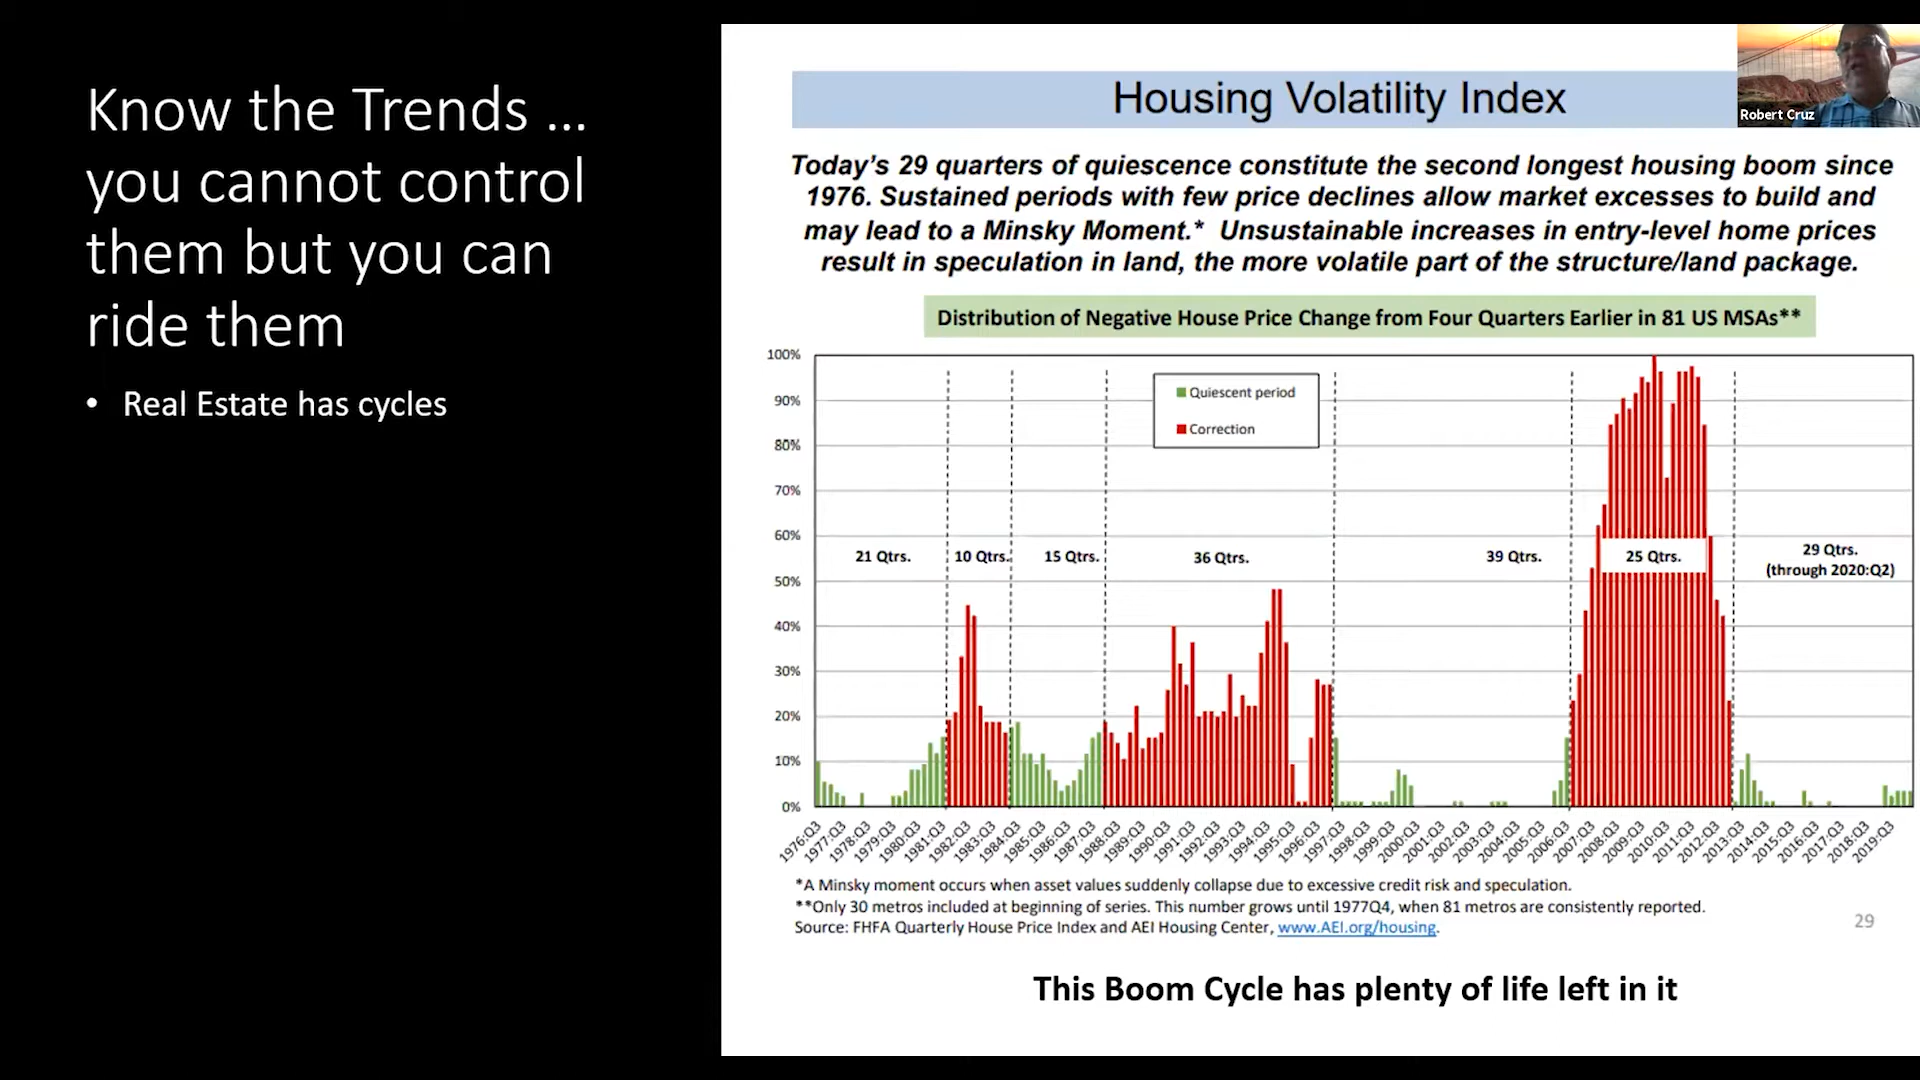 Know the Trends ...
you cannot control
them but you can
ride them
• Real Estate has cycles
Housing Volatility Index
Robert Cruz
Today's 29 quarters of quiescence constitute the second longest housing boom since
1976. Sustained periods with few price declines allow market excesses to build and
may lead to a Minsky Moment.* Unsustainable increases in entry-level home prices
result in speculation in land, the more volatile part of the structure/land package.
Distribution of Negative House Price Change from Four Quarters Earlier in 81 US MSAs**
100%
90%
80%
70%
60%
50%
40%
30%
20%
10%
0%
Quiescent period
Correction
21 Qtrs.
10 Qtrs.
15 Qtrs.
36 Qtrs.
39 Qtrs.
25 Qtrs.
29 Qtrs.
(through 2020:Q2)
1976:Q3
1977:Q3
1978:Q3
1979:Q3
1980:Q3
1981:Q3
1982:Q3
1983:Q3
1984:Q3
1985:Q3
1986:Q3
1987:Q3
1988:Q3
1989:Q3
1990:Q3
1991:Q3
1992:Q3
1993:Q3
1994:Q3
1995:Q3
1996:Q3
1997:Q3
1998:Q3
1999:Q3
2000:Q3
2001:Q3
2002:Q3
2003:Q3
2004:Q3
2005:Q3
2006:Q3
2007:Q3
2008:Q3
2009:Q3
2010:Q3
2011:Q3
2012:Q3
2013:Q3
2014:Q3
2015:Q3
2016:Q3
2017:Q3
2018:Q3
2019:Q3
*A Minsky moment occurs when asset values suddenly collapse due to excessive credit risk and speculation.
**Only 30 metros included at beginning of series. This number grows until 1977Q4, when 81 metros are consistently reported.
Source: FHFA Quarterly House Price Index and AEI Housing Center, www.AEI.org/housing.
29
This Boom Cycle has plenty of life left in it